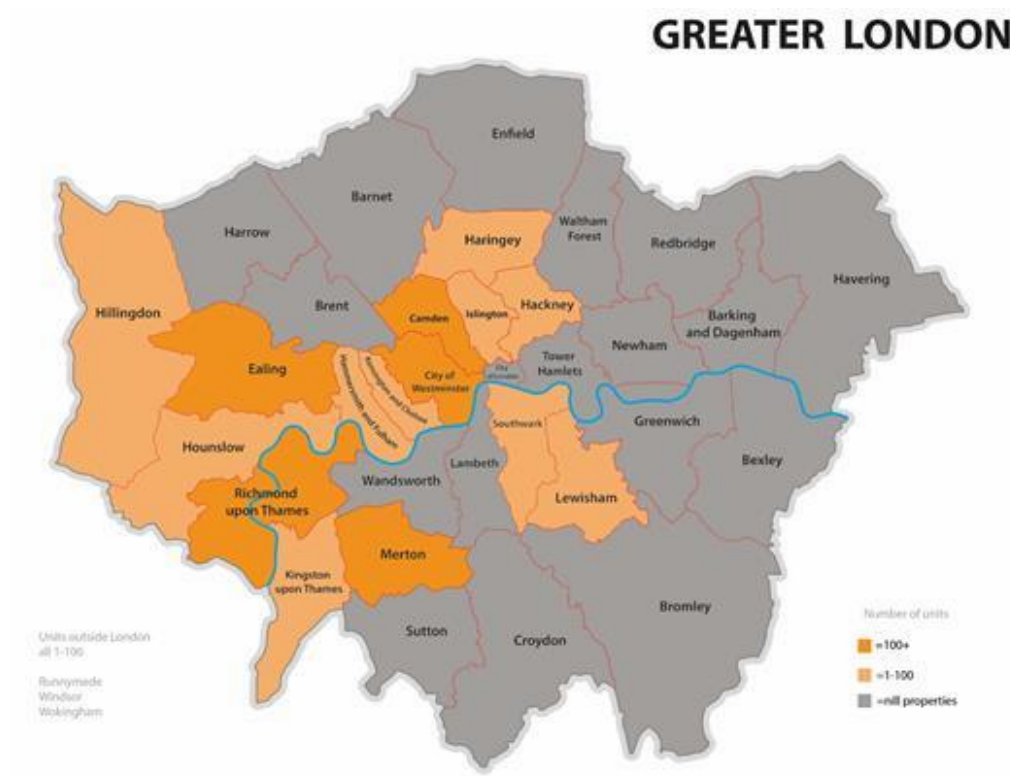 GREATER LONDON
Enfield
Barnet
Harrow
Haringey
Waltham
Forest
Redbridge
Havering
Hillingdon
Brent
Camden
Islington
Hackney
Barking
and Dagenham
Newham
Tower
Hamlets
Ealing
City of
Westminster
Kensington and Chelsea
Hammersmith and Fulham
Hounslow
Southwark
Greenwich
Bexley
Lambeth
Wandsworth
Richmond
upon Thames
Lewisham
Merton
Kingston
upon Thames
Bromley
Sutton
Croydon
Units outside London
all 1-100
Runnymede
Windsor
Wokingham
Number of units
=100+
=1-100
=nill properties